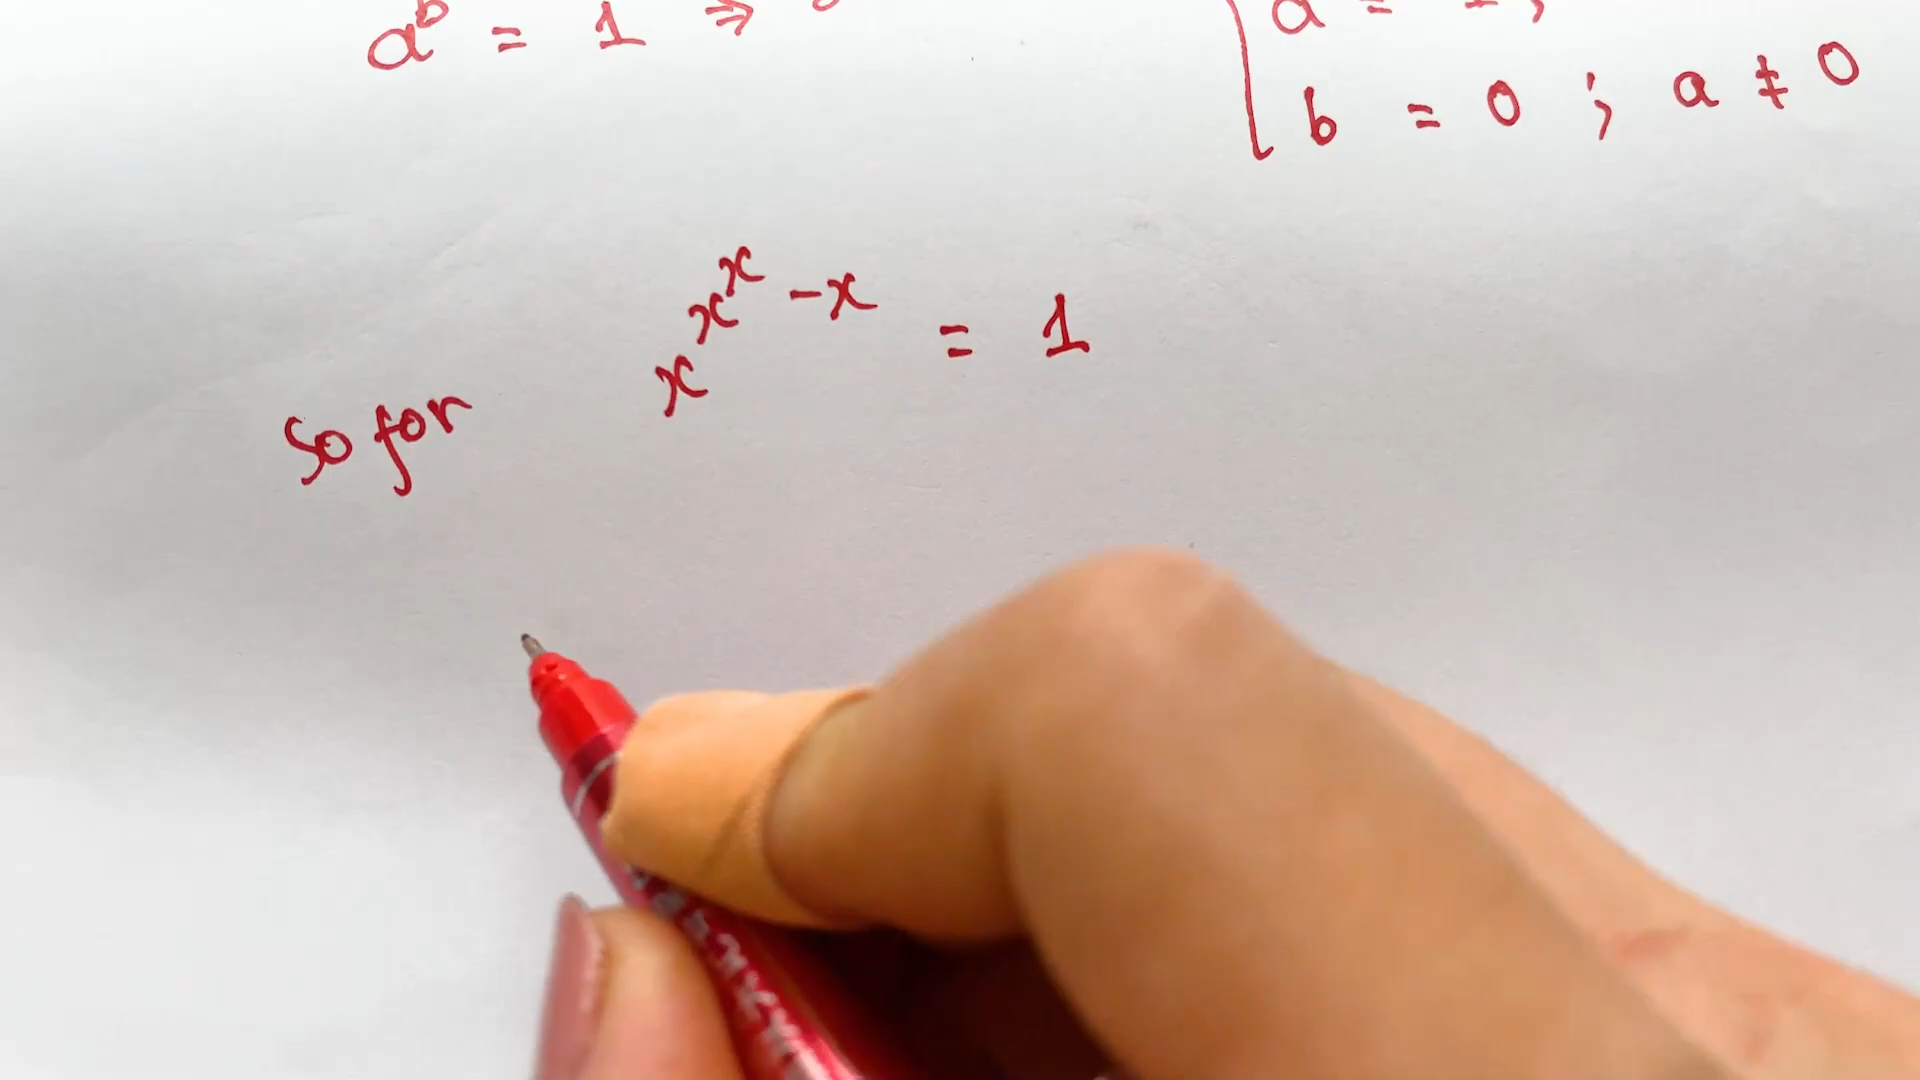 a^b = 1 ⇒
a =
b = 0 ; a ≠ 0
So for x^{x^x - x} = 1